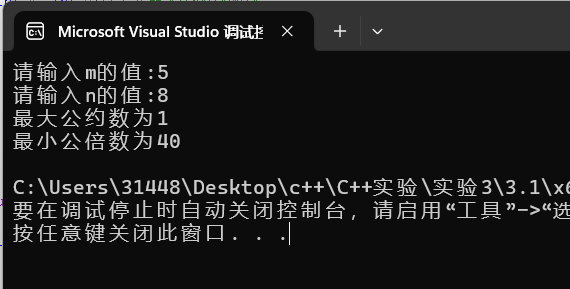 Microsoft Visual Studio 调试
请输入m的值:5
请输入n的值:8
最大公约数为1
最小公倍数为40
C:\Users\31448\Desktop\c++\C++实验\实验3\3.1\x6
要在调试停止时自动关闭控制台，请启用“工具”->“选
按任意键关闭此窗口. . .